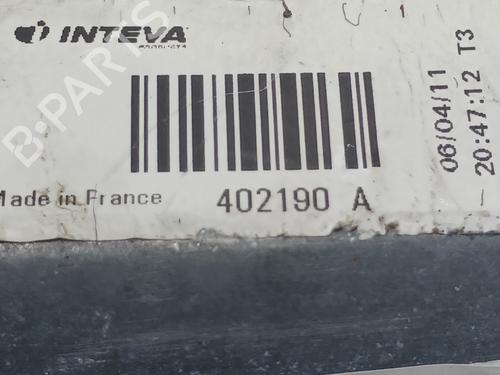 INTEVA
PRODUCTS
B-PARTS
Made in France
402190 A
06/04/11
20:47:12 T3